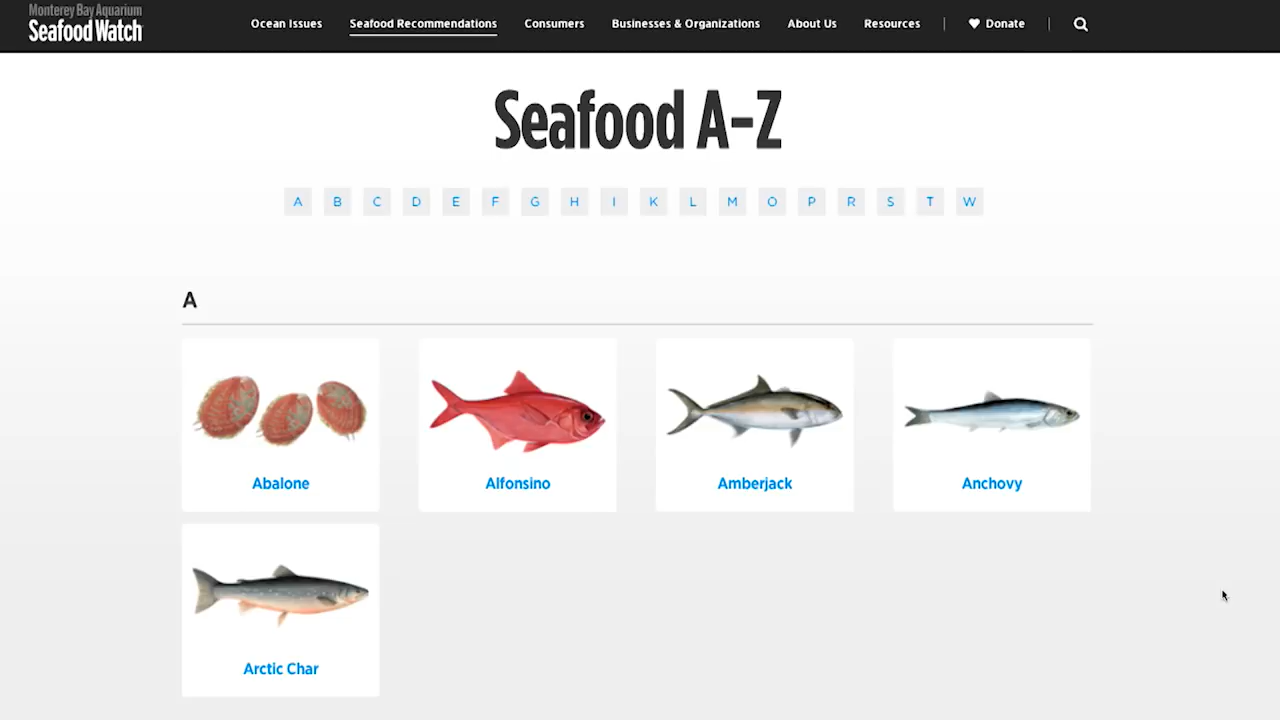 Monterey Bay Aquarium
Seafood Watch
Ocean Issues Seafood Recommendations Consumers Businesses & Organizations About Us Resources | Donate |
Seafood A-Z
A B C D E F G H I K L M O P R S T W
A
Abalone Alfonsino Amberjack Anchovy
Arctic Char